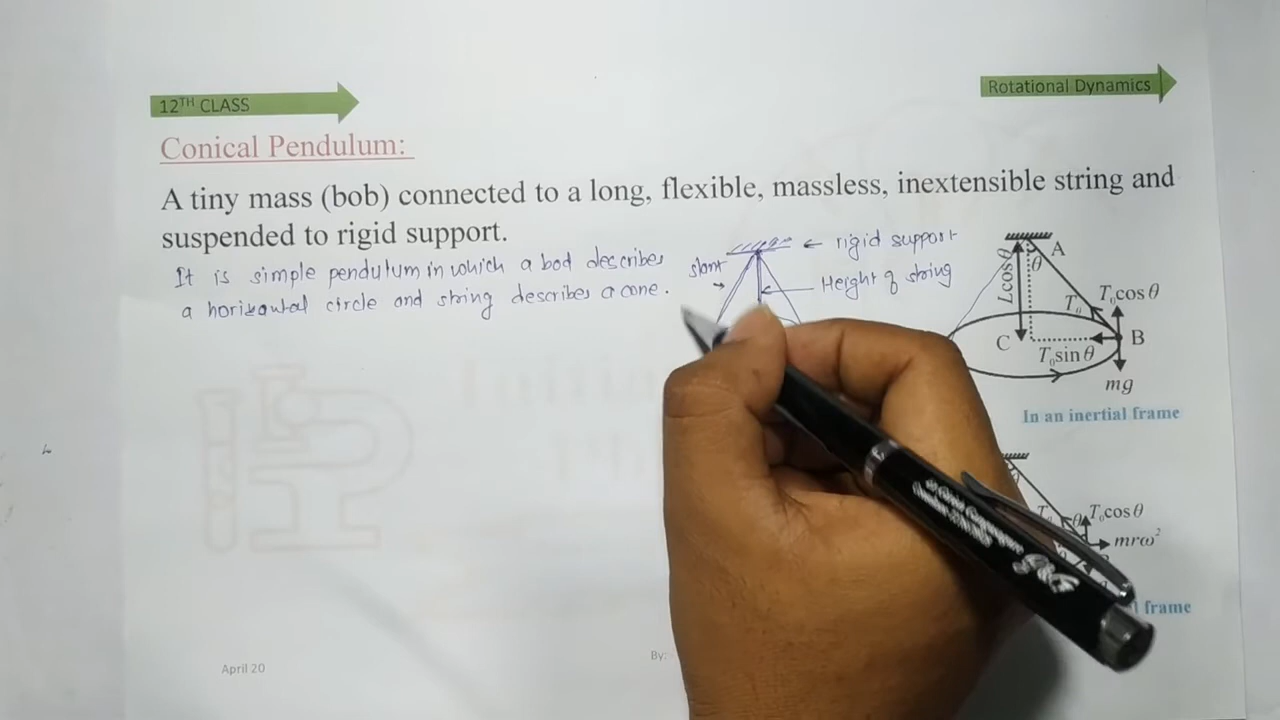 12TH CLASS
Rotational Dynamics
Conical Pendulum:
A tiny mass (bob) connected to a long, flexible, massless, inextensible string and
suspended to rigid support.
It is simple pendulum in which a bod describes
a horizontal circle and string describes a cone.
slant
← rigid support
Height of string
A
θ
Lcosθ
T₀
T₀cosθ
C
B
T₀sinθ
mg
In an inertial frame
T₀cosθ
θ
mrω²
frame
April 20
By: